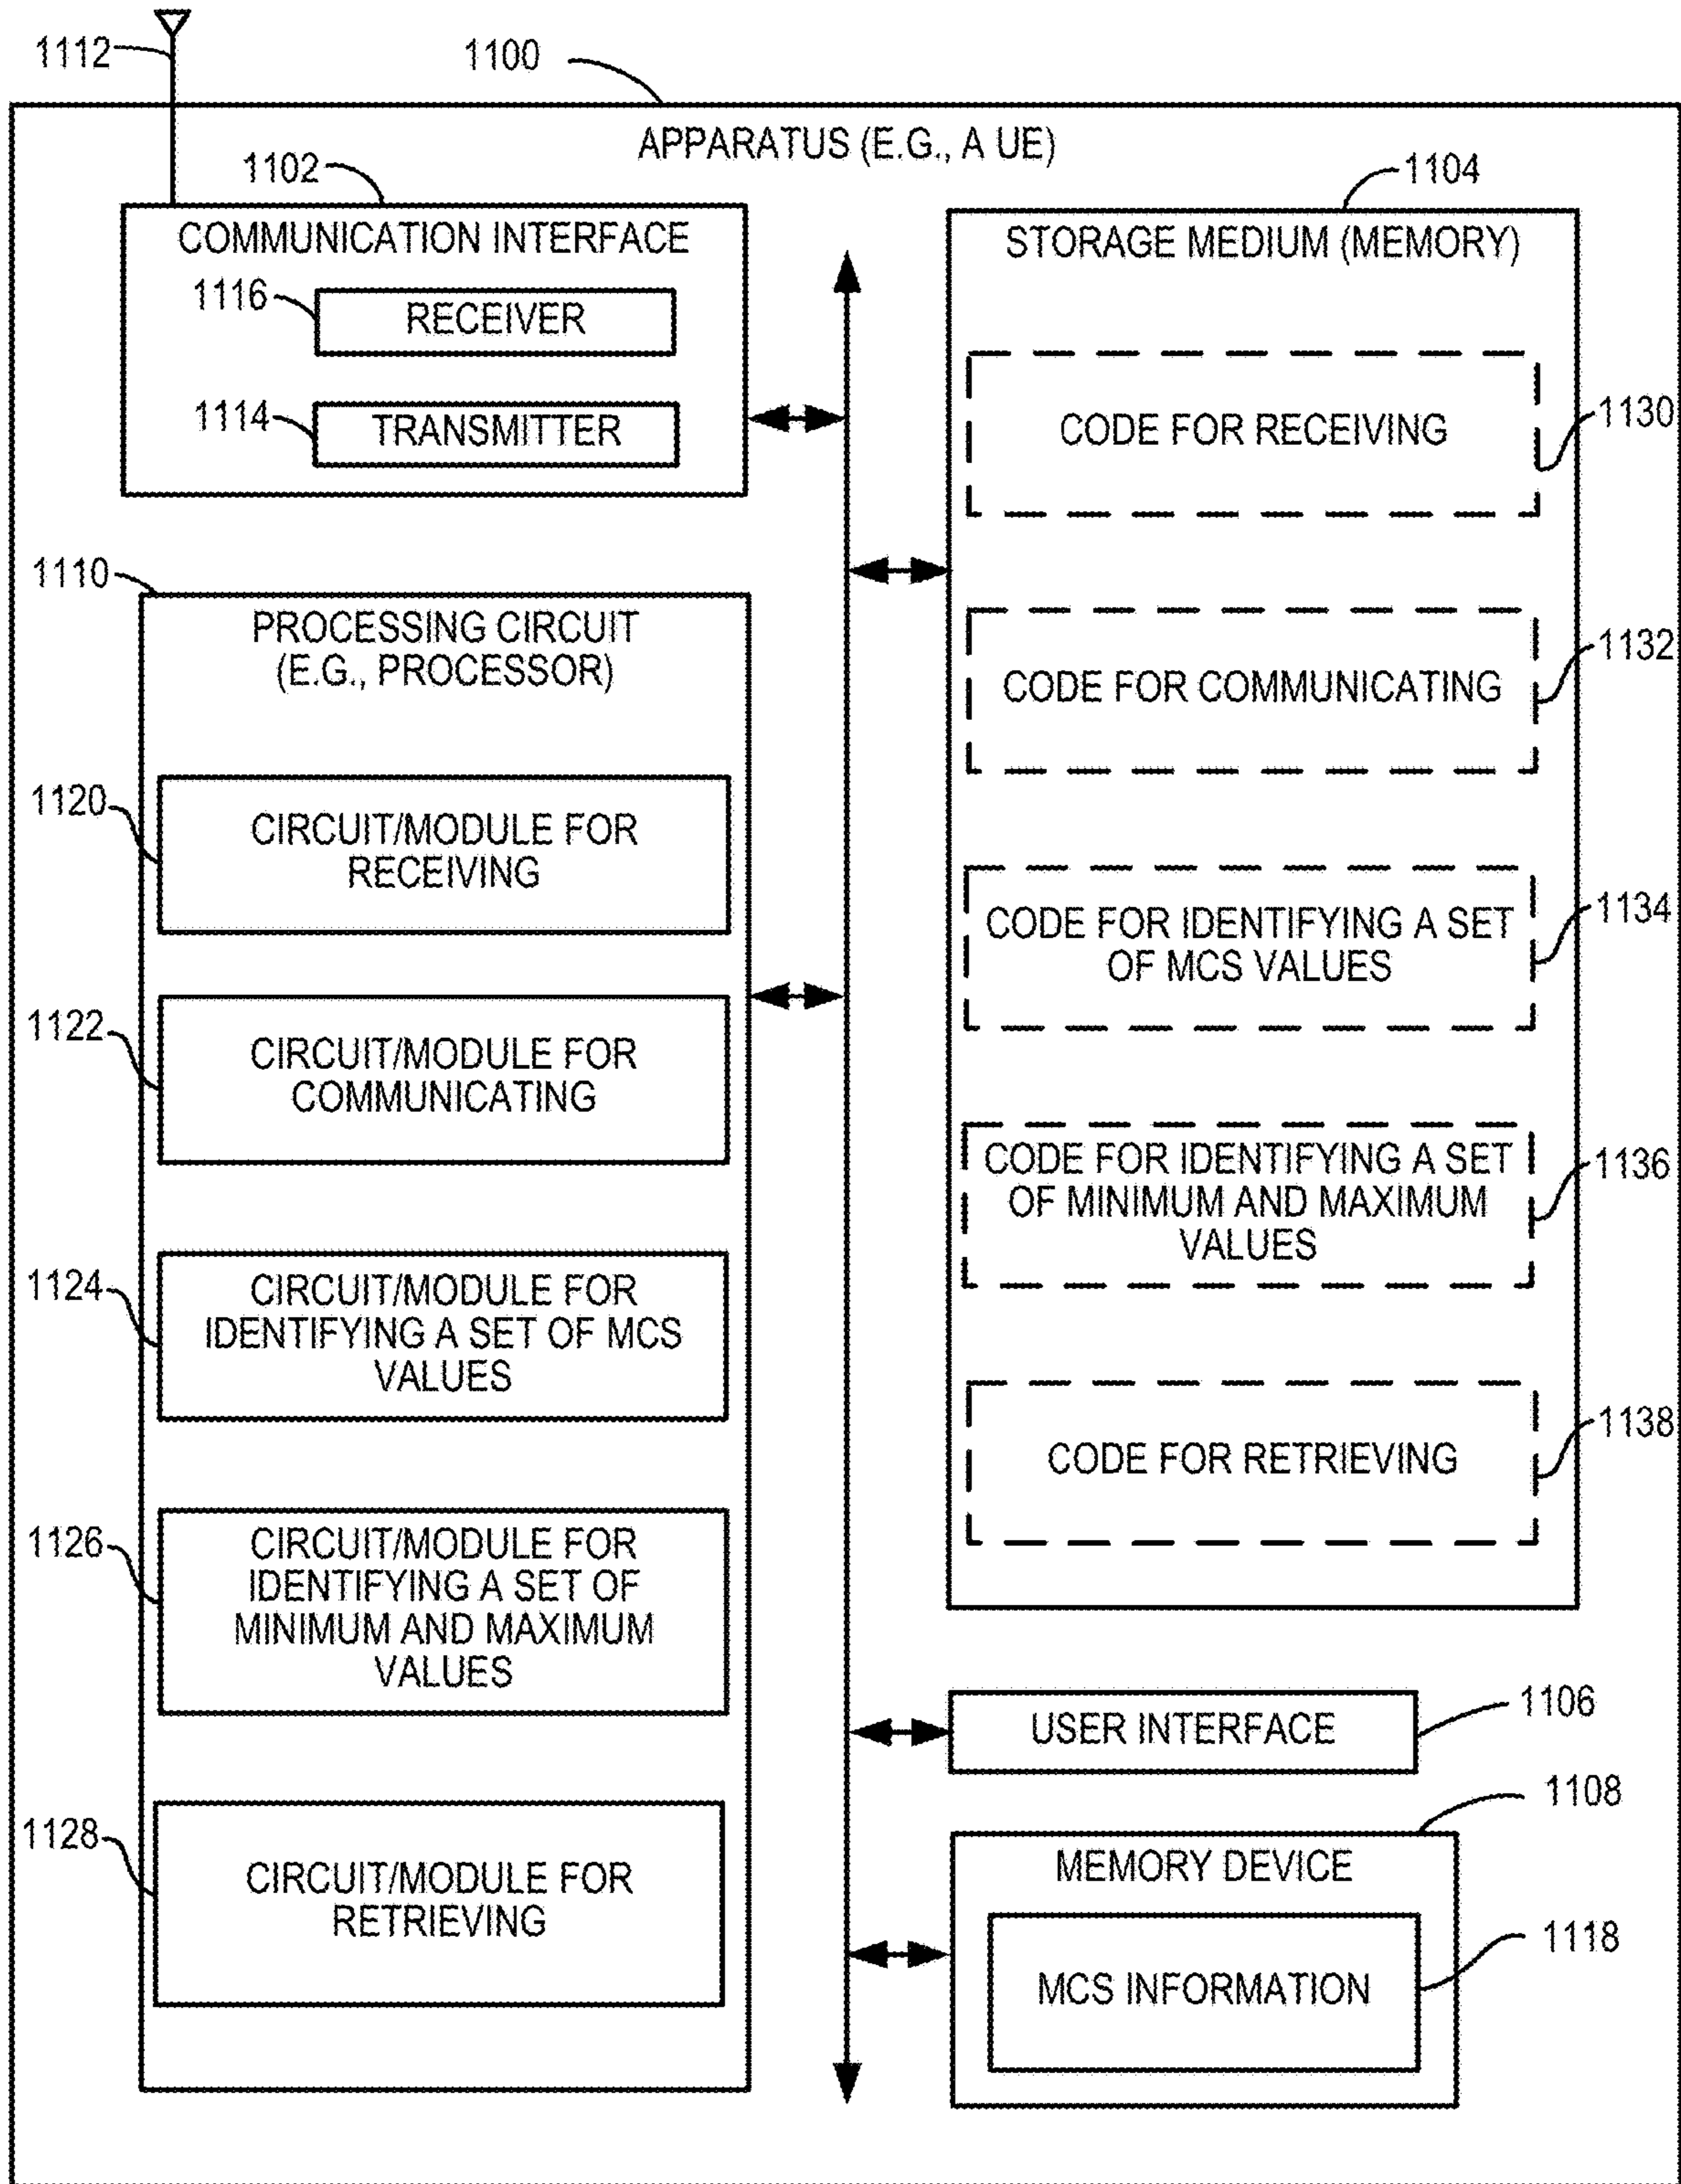 1112
1100
APPARATUS (E.G., A UE)
1102
COMMUNICATION INTERFACE
1116
RECEIVER
1114
TRANSMITTER
1110
PROCESSING CIRCUIT
(E.G., PROCESSOR)
1120
CIRCUIT/MODULE FOR
RECEIVING
1122
CIRCUIT/MODULE FOR
COMMUNICATING
1124
CIRCUIT/MODULE FOR
IDENTIFYING A SET OF MCS
VALUES
1126
CIRCUIT/MODULE FOR
IDENTIFYING A SET OF
MINIMUM AND MAXIMUM
VALUES
1128
CIRCUIT/MODULE FOR
RETRIEVING
1104
STORAGE MEDIUM (MEMORY)
CODE FOR RECEIVING
1130
CODE FOR COMMUNICATING
1132
CODE FOR IDENTIFYING A SET
OF MCS VALUES
1134
CODE FOR IDENTIFYING A SET
OF MINIMUM AND MAXIMUM
VALUES
1136
CODE FOR RETRIEVING
1138
USER INTERFACE
1106
1108
MEMORY DEVICE
MCS INFORMATION
1118